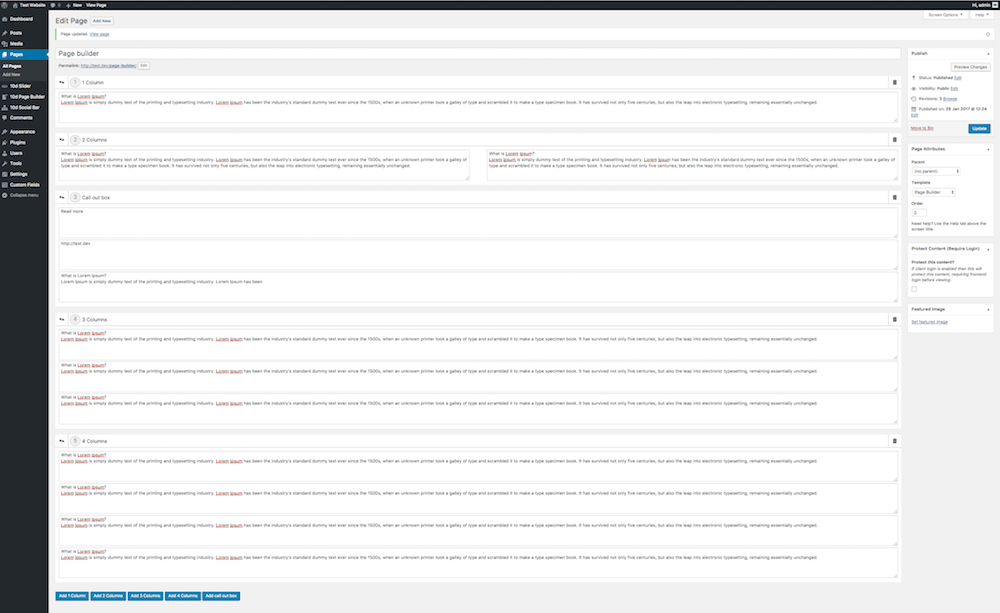 Test Website 0 + New View Page
Hi, admin
Dashboard
Posts
Media
Pages
All Pages
Add New
10d Slider
10d Page Builder
10d Social Bar
Comments
Appearance
Plugins
Users
Tools
Settings
Custom Fields
Collapse menu
Screen Options Help
Edit Page Add New
Page updated. View page
Page builder
Permalink: http://test.dev/page-builder/ Edit
1 1 Column
What is Lorem Ipsum?
Lorem Ipsum is simply dummy text of the printing and typesetting industry. Lorem Ipsum has been the industry's standard dummy text ever since the 1500s, when an unknown printer took a galley of type and scrambled it to make a type specimen book. It has survived not only five centuries, but also the leap into electronic typesetting, remaining essentially unchanged.
2 2 Columns
What is Lorem Ipsum?
Lorem Ipsum is simply dummy text of the printing and typesetting industry. Lorem Ipsum has been the industry's standard dummy text ever since the 1500s, when an unknown printer took a galley of
type and scrambled it to make a type specimen book. It has survived not only five centuries, but also the leap into electronic typesetting, remaining essentially unchanged.
What is Lorem Ipsum?
Lorem Ipsum is simply dummy text of the printing and typesetting industry. Lorem Ipsum has been the industry's standard dummy text ever since the 1500s, when an unknown printer took a galley of
type and scrambled it to make a type specimen book. It has survived not only five centuries, but also the leap into electronic typesetting, remaining essentially unchanged.
3 Call out box
Read more
http://test.dev
What is Lorem Ipsum?
Lorem Ipsum is simply dummy text of the printing and typesetting industry. Lorem Ipsum has been
4 3 Columns
What is Lorem Ipsum?
Lorem Ipsum is simply dummy text of the printing and typesetting industry. Lorem Ipsum has been the industry's standard dummy text ever since the 1500s, when an unknown printer took a galley of type and scrambled it to make a type specimen book. It has survived not only five centuries, but also the leap into electronic typesetting, remaining essentially unchanged.
What is Lorem Ipsum?
Lorem Ipsum is simply dummy text of the printing and typesetting industry. Lorem Ipsum has been the industry's standard dummy text ever since the 1500s, when an unknown printer took a galley of type and scrambled it to make a type specimen book. It has survived not only five centuries, but also the leap into electronic typesetting, remaining essentially unchanged.
What is Lorem Ipsum?
Lorem Ipsum is simply dummy text of the printing and typesetting industry. Lorem Ipsum has been the industry's standard dummy text ever since the 1500s, when an unknown printer took a galley of type and scrambled it to make a type specimen book. It has survived not only five centuries, but also the leap into electronic typesetting, remaining essentially unchanged.
5 4 Columns
What is Lorem Ipsum?
Lorem Ipsum is simply dummy text of the printing and typesetting industry. Lorem Ipsum has been the industry's standard dummy text ever since the 1500s, when an unknown printer took a galley of type and scrambled it to make a type specimen book. It has survived not only five centuries, but also the leap into electronic typesetting, remaining essentially unchanged.
What is Lorem Ipsum?
Lorem Ipsum is simply dummy text of the printing and typesetting industry. Lorem Ipsum has been the industry's standard dummy text ever since the 1500s, when an unknown printer took a galley of type and scrambled it to make a type specimen book. It has survived not only five centuries, but also the leap into electronic typesetting, remaining essentially unchanged.
What is Lorem Ipsum?
Lorem Ipsum is simply dummy text of the printing and typesetting industry. Lorem Ipsum has been the industry's standard dummy text ever since the 1500s, when an unknown printer took a galley of type and scrambled it to make a type specimen book. It has survived not only five centuries, but also the leap into electronic typesetting, remaining essentially unchanged.
What is Lorem Ipsum?
Lorem Ipsum is simply dummy text of the printing and typesetting industry. Lorem Ipsum has been the industry's standard dummy text ever since the 1500s, when an unknown printer took a galley of type and scrambled it to make a type specimen book. It has survived not only five centuries, but also the leap into electronic typesetting, remaining essentially unchanged.
Add 1 Column Add 2 Columns Add 3 Columns Add 4 Columns Add call out box
Publish
Preview Changes
Status: Published Edit
Visibility: Public Edit
Revisions: 3 Browse
Published on: 28 Jan 2017 @ 12:24
Edit
Move to Bin Update
Page Attributes
Parent
(no parent)
Template
Page Builder
Order
0
Need help? Use the Help tab above the
screen title.
Protect Content (Require Login)
Protect this content?
If client login is enabled then this will
protect this content, requiring frontend
login before viewing.
Featured Image
Set featured image